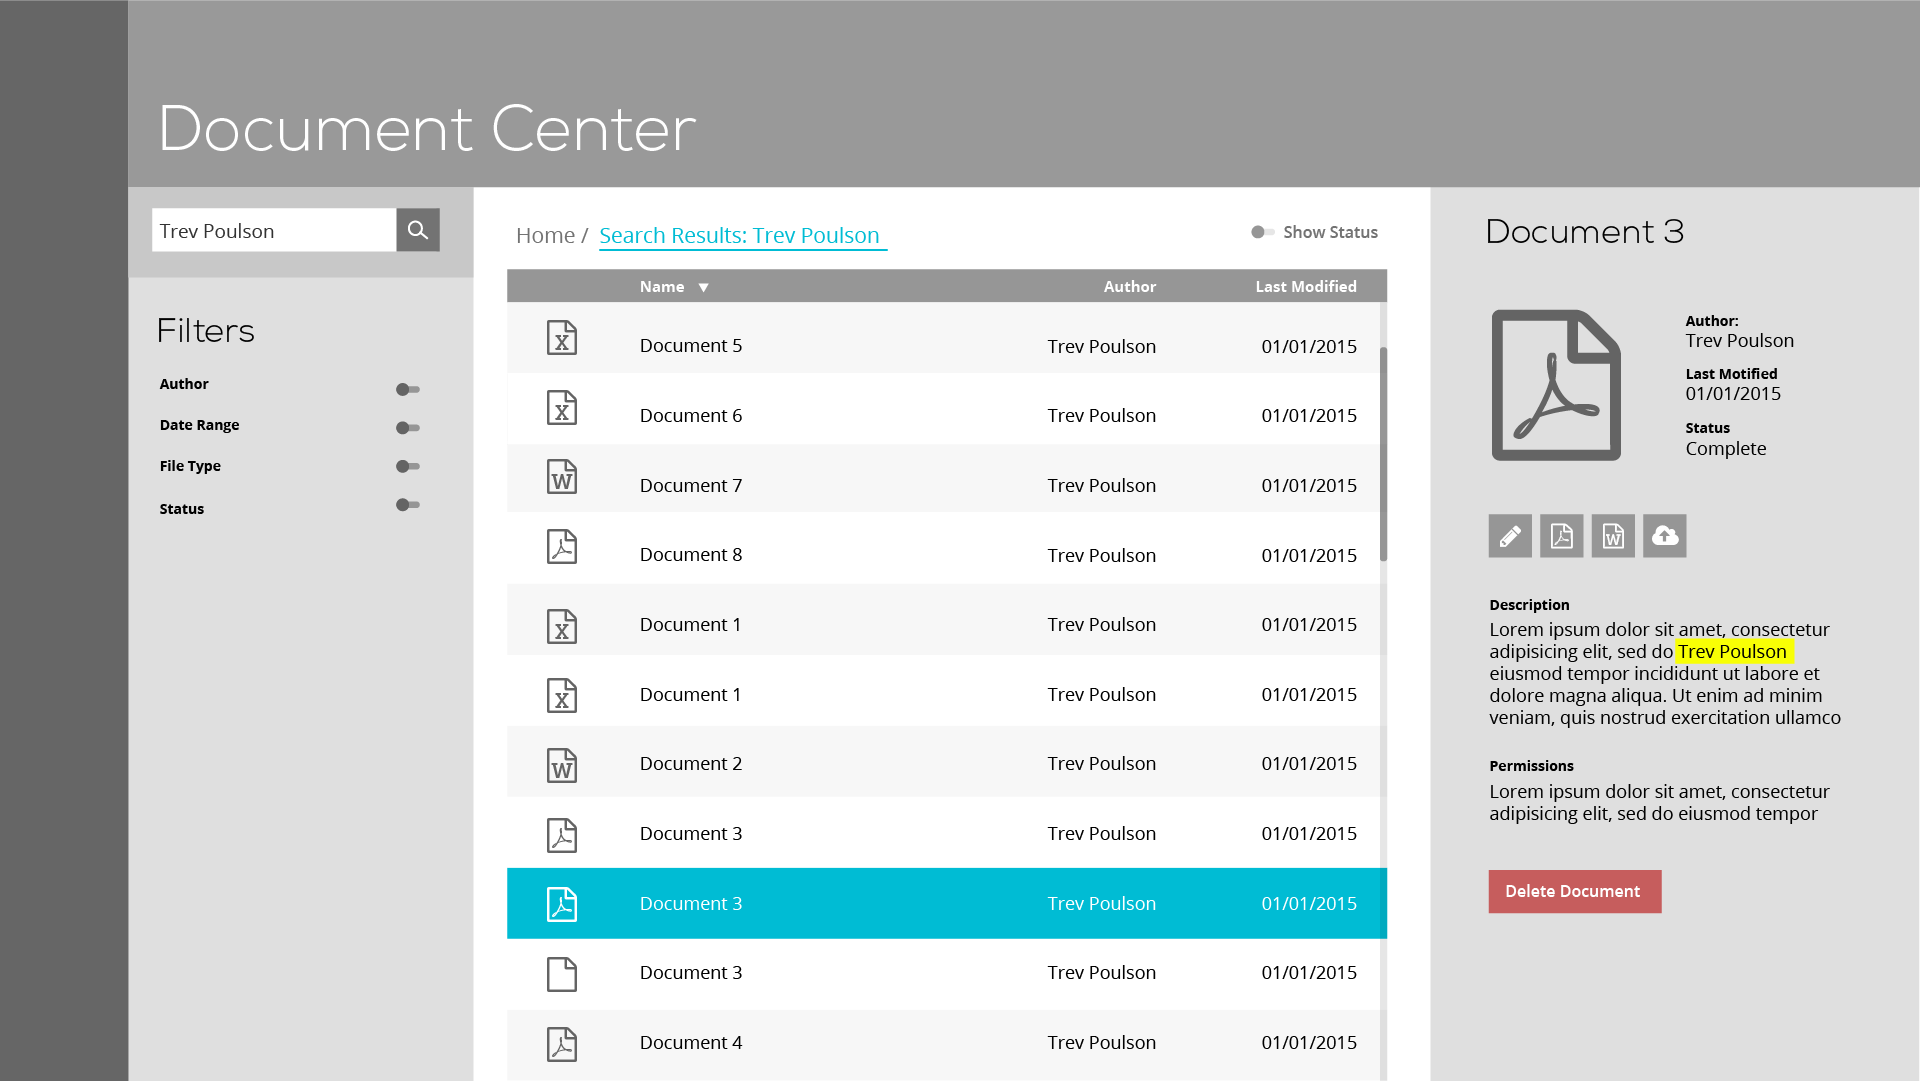 Document Center
Trev Poulson
Filters
Author
Date Range
File Type
Status
Home / Search Results: Trev Poulson
Show Status
Name Author Last Modified
X Document 5 Trev Poulson 01/01/2015
X Document 6 Trev Poulson 01/01/2015
W Document 7 Trev Poulson 01/01/2015
Document 8 Trev Poulson 01/01/2015
X Document 1 Trev Poulson 01/01/2015
X Document 1 Trev Poulson 01/01/2015
W Document 2 Trev Poulson 01/01/2015
Document 3 Trev Poulson 01/01/2015
Document 3 Trev Poulson 01/01/2015
Document 3 Trev Poulson 01/01/2015
Document 4 Trev Poulson 01/01/2015
Document 3
Author:
Trev Poulson
Last Motified
01/01/2015
Status
Complete
W
Description
Lorem ipsum dolor sit amet, consectetur
adipisicing elit, sed do Trev Poulson
eiusmod tempor incididunt ut labore et
dolore magna aliqua. Ut enim ad minim
veniam, quis nostrud exercitation ullamco
Permissions
Lorem ipsum dolor sit amet, consectetur
adipisicing elit, sed do eiusmod tempor
Delete Document